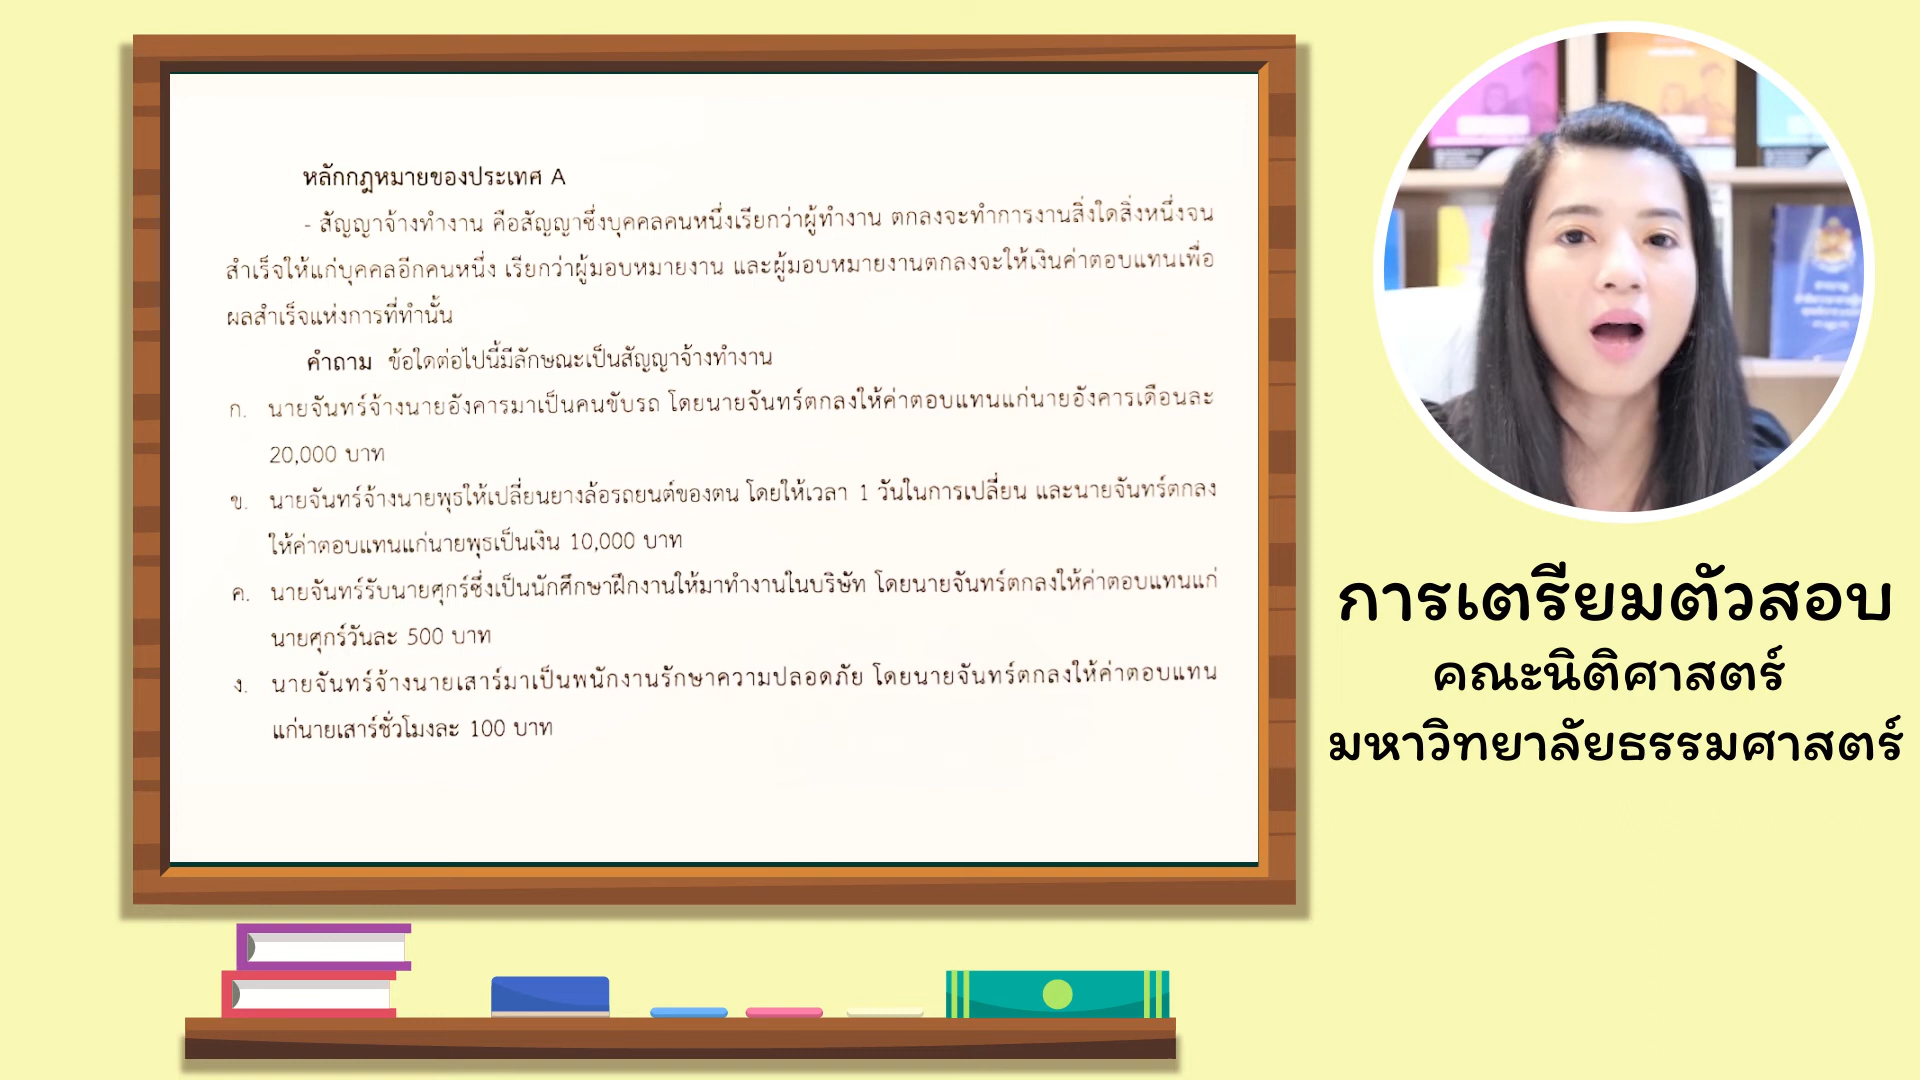 หลักกฎหมายของประเทศ A
- สัญญาจ้างทำงาน คือสัญญาซึ่งบุคคลคนหนึ่งเรียกว่าผู้ทำงาน ตกลงจะทำการงานสิ่งใดสิ่งหนึ่งจน
สำเร็จให้แก่บุคคลอีกคนหนึ่ง เรียกว่าผู้มอบหมายงาน และผู้มอบหมายงานตกลงจะให้เงินค่าตอบแทนเพื่อ
ผลสำเร็จแห่งการที่ทำนั้น
คำถาม ข้อใดต่อไปนี้มีลักษณะเป็นสัญญาจ้างทำงาน
ก. นายจันทร์จ้างนายอังคารมาเป็นคนขับรถ โดยนายจันทร์ตกลงให้ค่าตอบแทนแก่นายอังคารเดือนละ
20,000 บาท
ข. นายจันทร์จ้างนายพุธให้เปลี่ยนยางล้อรถยนต์ของตน โดยให้เวลา 1 วันในการเปลี่ยน และนายจันทร์ตกลง
ให้ค่าตอบแทนแก่นายพุธเป็นเงิน 10,000 บาท
ค. นายจันทร์รับนายศุกร์ซึ่งเป็นนักศึกษาฝึกงานให้มาทำงานในบริษัท โดยนายจันทร์ตกลงให้ค่าตอบแทนแก่
นายศุกร์วันละ 500 บาท
ง. นายจันทร์จ้างนายเสาร์มาเป็นพนักงานรักษาความปลอดภัย โดยนายจันทร์ตกลงให้ค่าตอบแทน
แก่นายเสาร์ชั่วโมงละ 100 บาท
การเตรียมตัวสอบ
คณะนิติศาสตร์
มหาวิทยาลัยธรรมศาสตร์